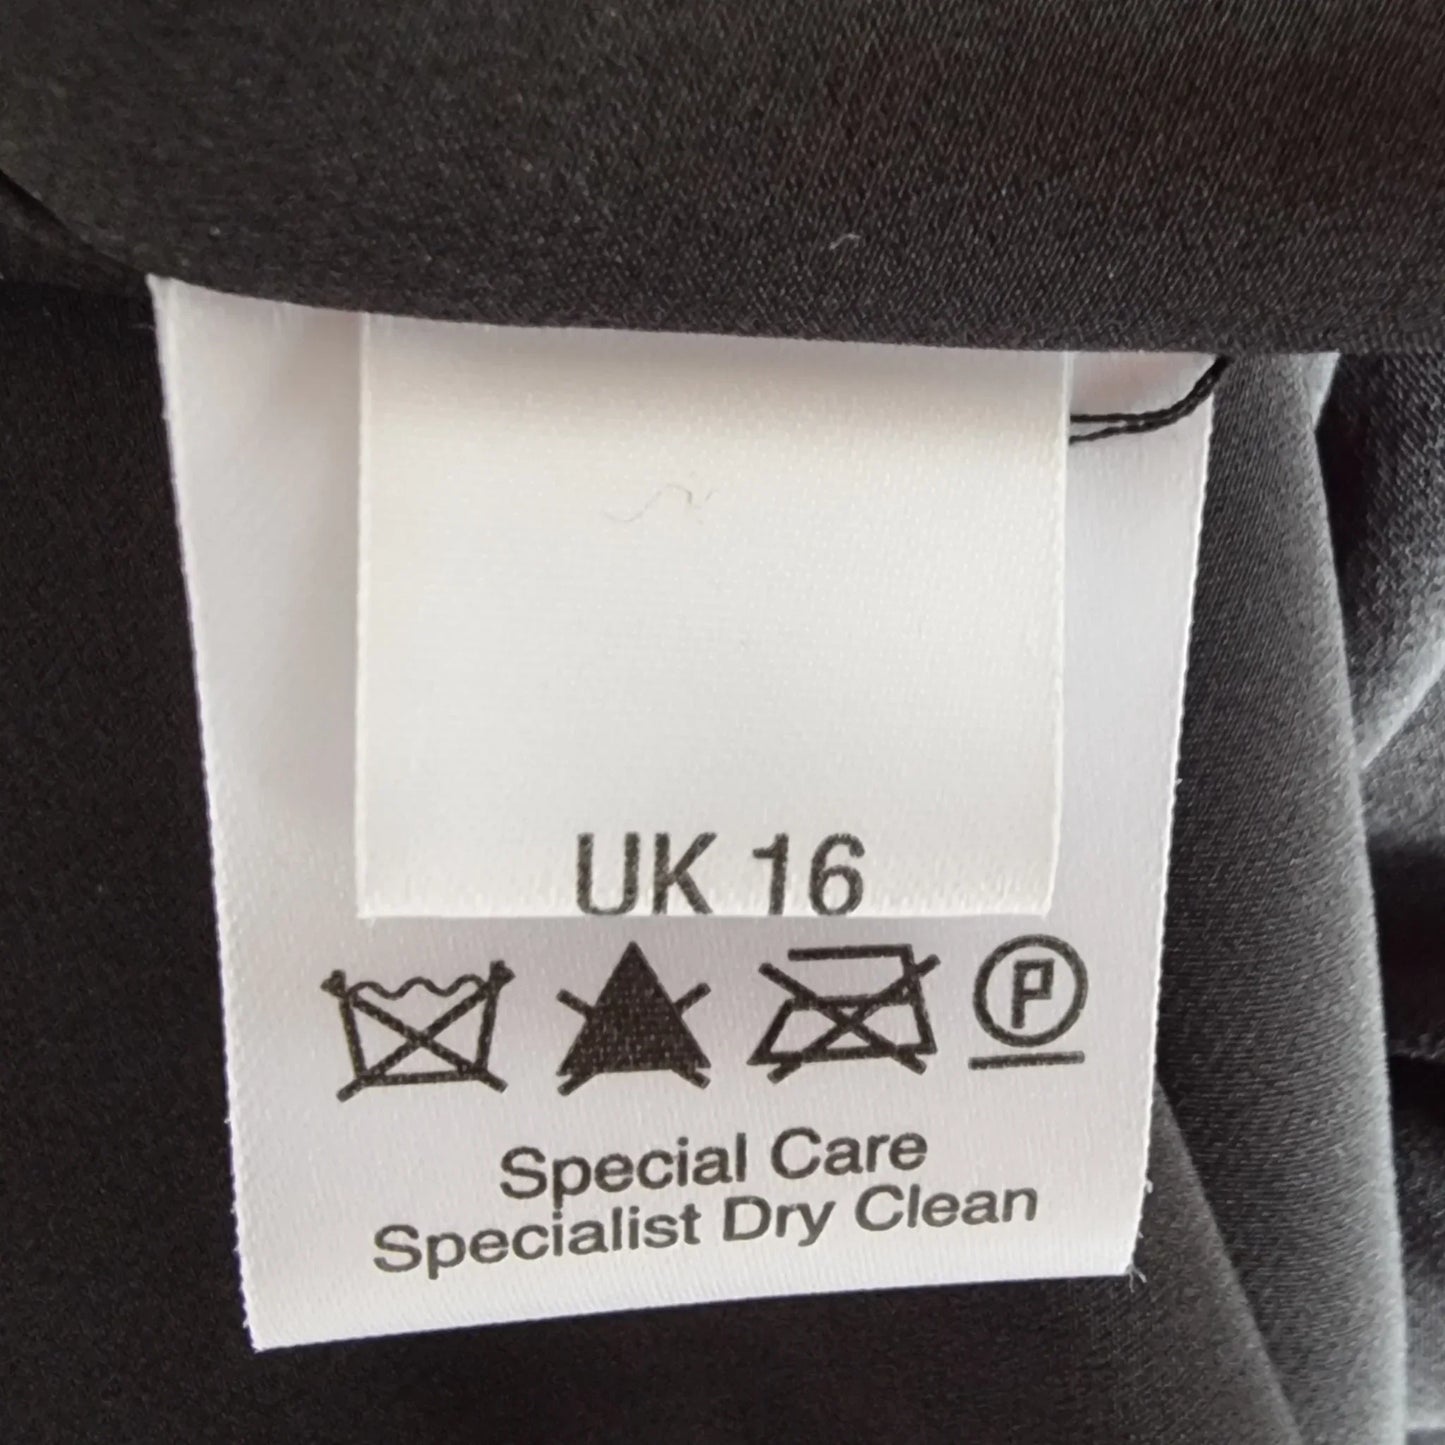 UK 16
P
Special Care
Specialist Dry Clean